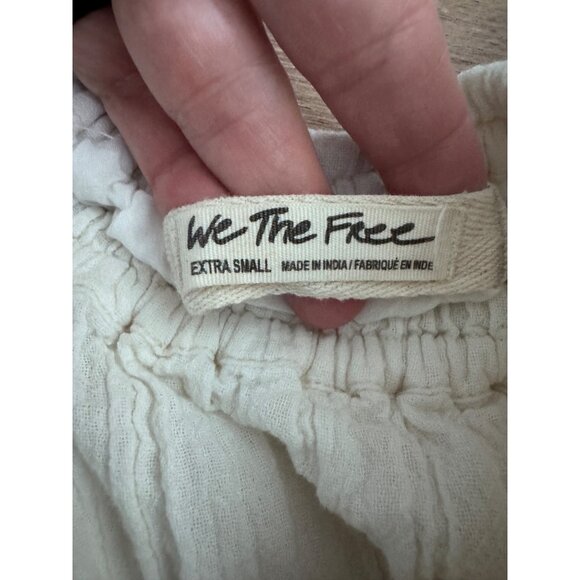 We The Free
EXTRA SMALL MADE IN INDIA / FABRIQUÉ EN INDE